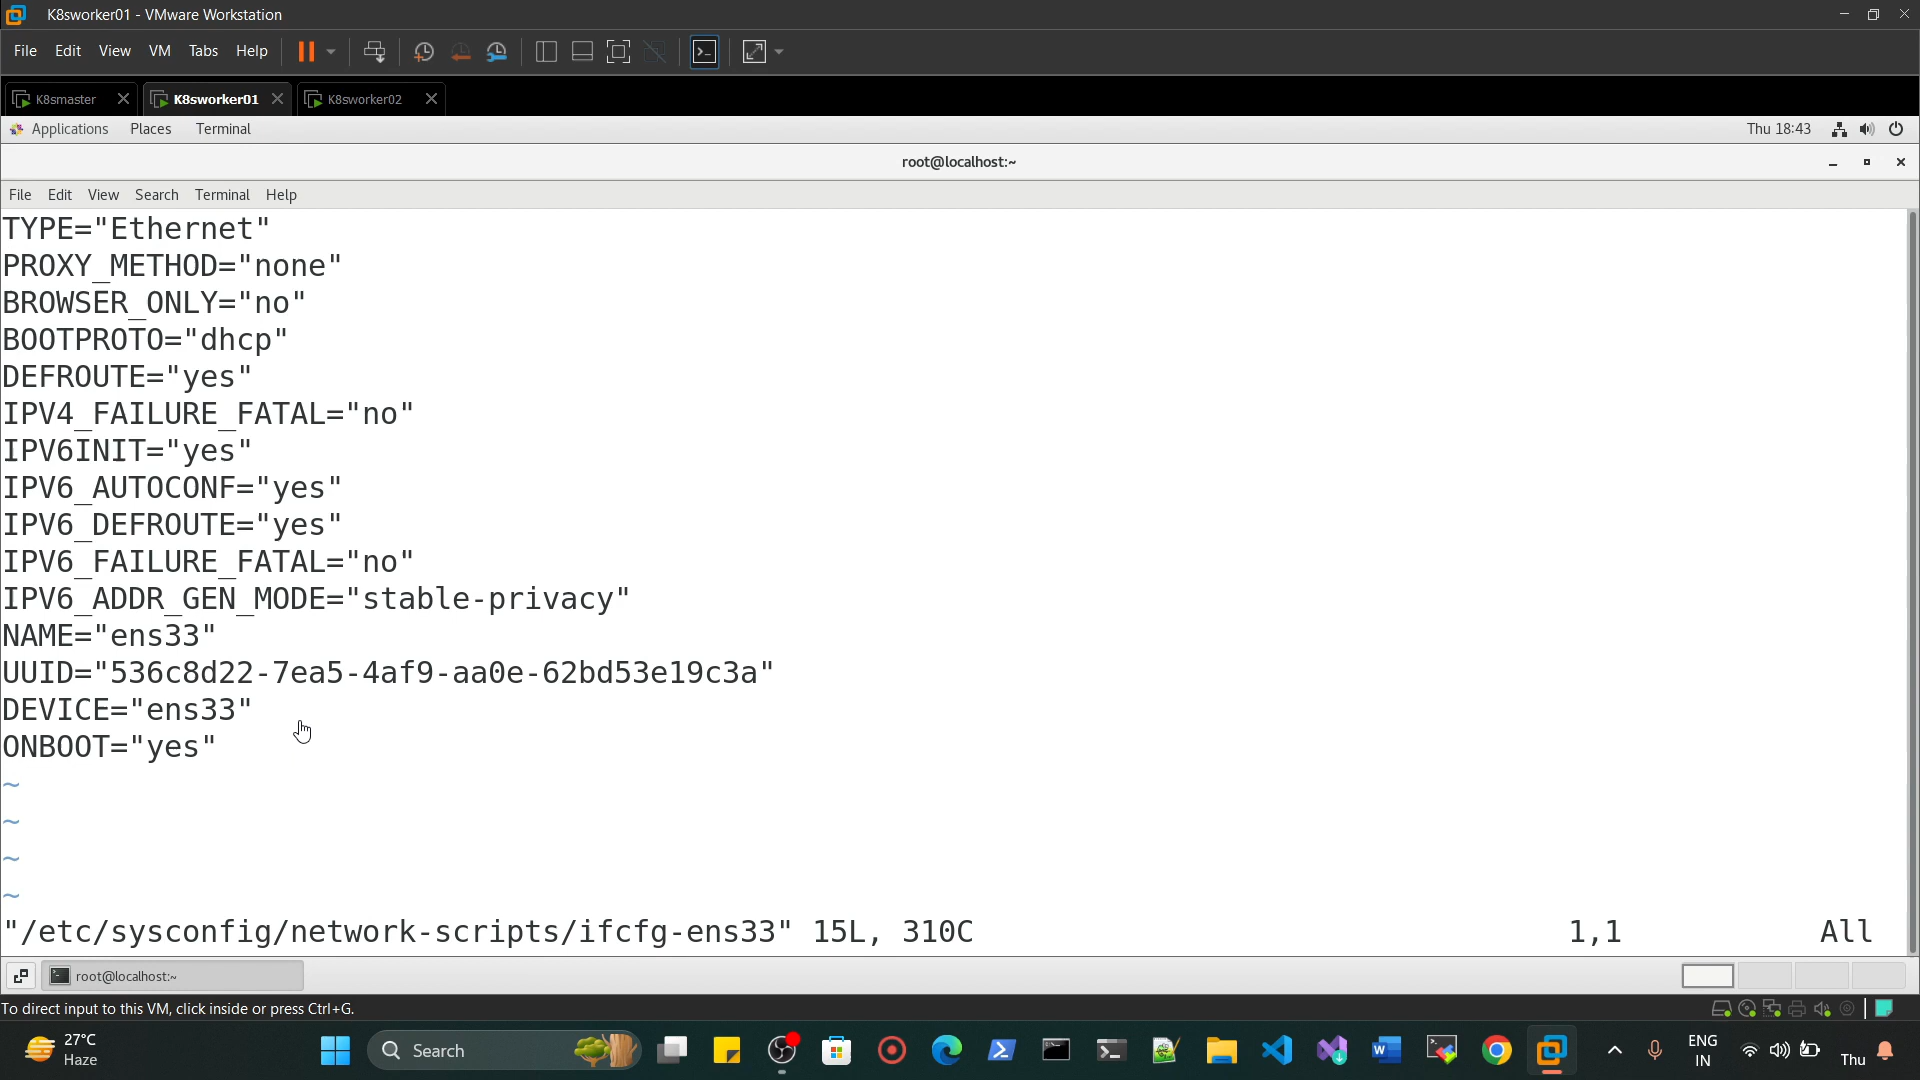 K8sworker01 - VMware Workstation
File Edit View VM Tabs Help
K8smaster K8sworker01 K8sworker02
Applications Places Terminal Thu 18:43
root@localhost:~
File Edit View Search Terminal Help
TYPE="Ethernet"
PROXY_METHOD="none"
BROWSER_ONLY="no"
BOOTPROTO="dhcp"
DEFROUTE="yes"
IPV4_FAILURE_FATAL="no"
IPV6INIT="yes"
IPV6_AUTOCONF="yes"
IPV6_DEFROUTE="yes"
IPV6_FAILURE_FATAL="no"
IPV6_ADDR_GEN_MODE="stable-privacy"
NAME="ens33"
UUID="536c8d22-7ea5-4af9-aa0e-62bd53e19c3a"
DEVICE="ens33"
ONBOOT="yes"
~
~
~
~
"/etc/sysconfig/network-scripts/ifcfg-ens33" 15L, 310C 1,1 All
root@localhost:~
To direct input to this VM, click inside or press Ctrl+G.
27°C
Haze
Search
ENG
IN
Thu